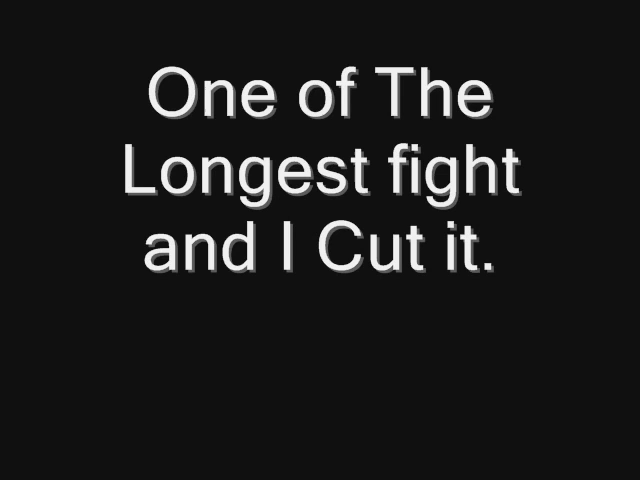 One of The
Longest fight
and I Cut it.